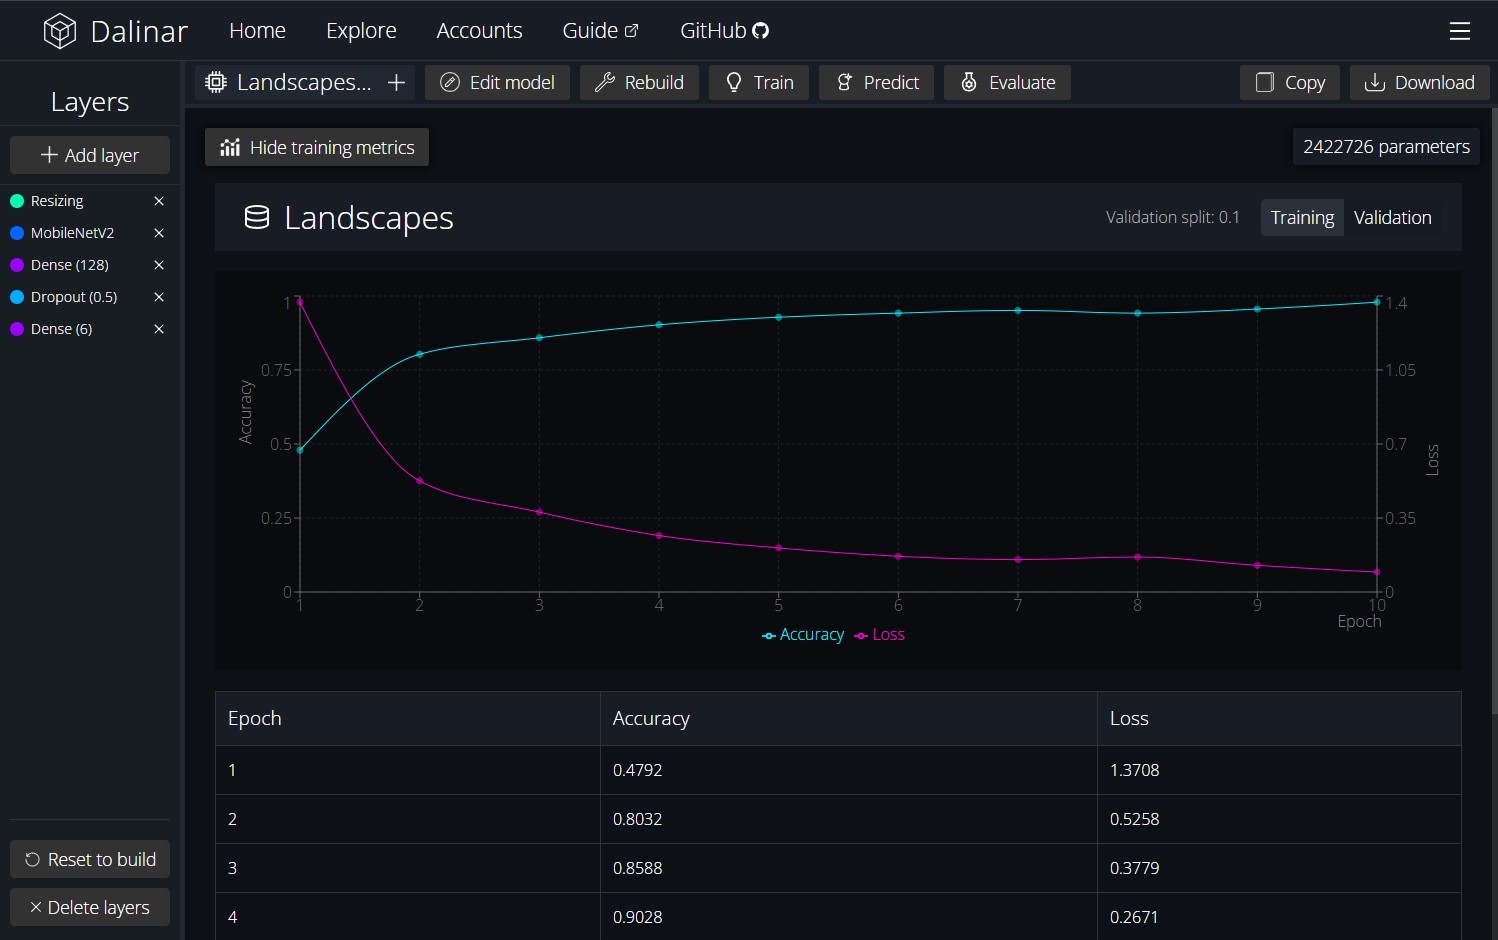 Dalinar Home Explore Accounts Guide GitHub
Layers
Add layer
Resizing
MobileNetV2
Dense (128)
Dropout (0.5)
Dense (6)
Reset to build
Delete layers
Landscapes... Edit model Rebuild Train Predict Evaluate Copy Download
Hide training metrics 2422726 parameters
Landscapes Validation split: 0.1 Training Validation
1 1.4
0.75 1.05
Accuracy
0.5 0.7
Loss
0.25 0.35
0 0
1 2 3 4 5 6 7 8 9 10
Epoch
Accuracy Loss
Epoch Accuracy Loss
1 0.4792 1.3708
2 0.8032 0.5258
3 0.8588 0.3779
4 0.9028 0.2671